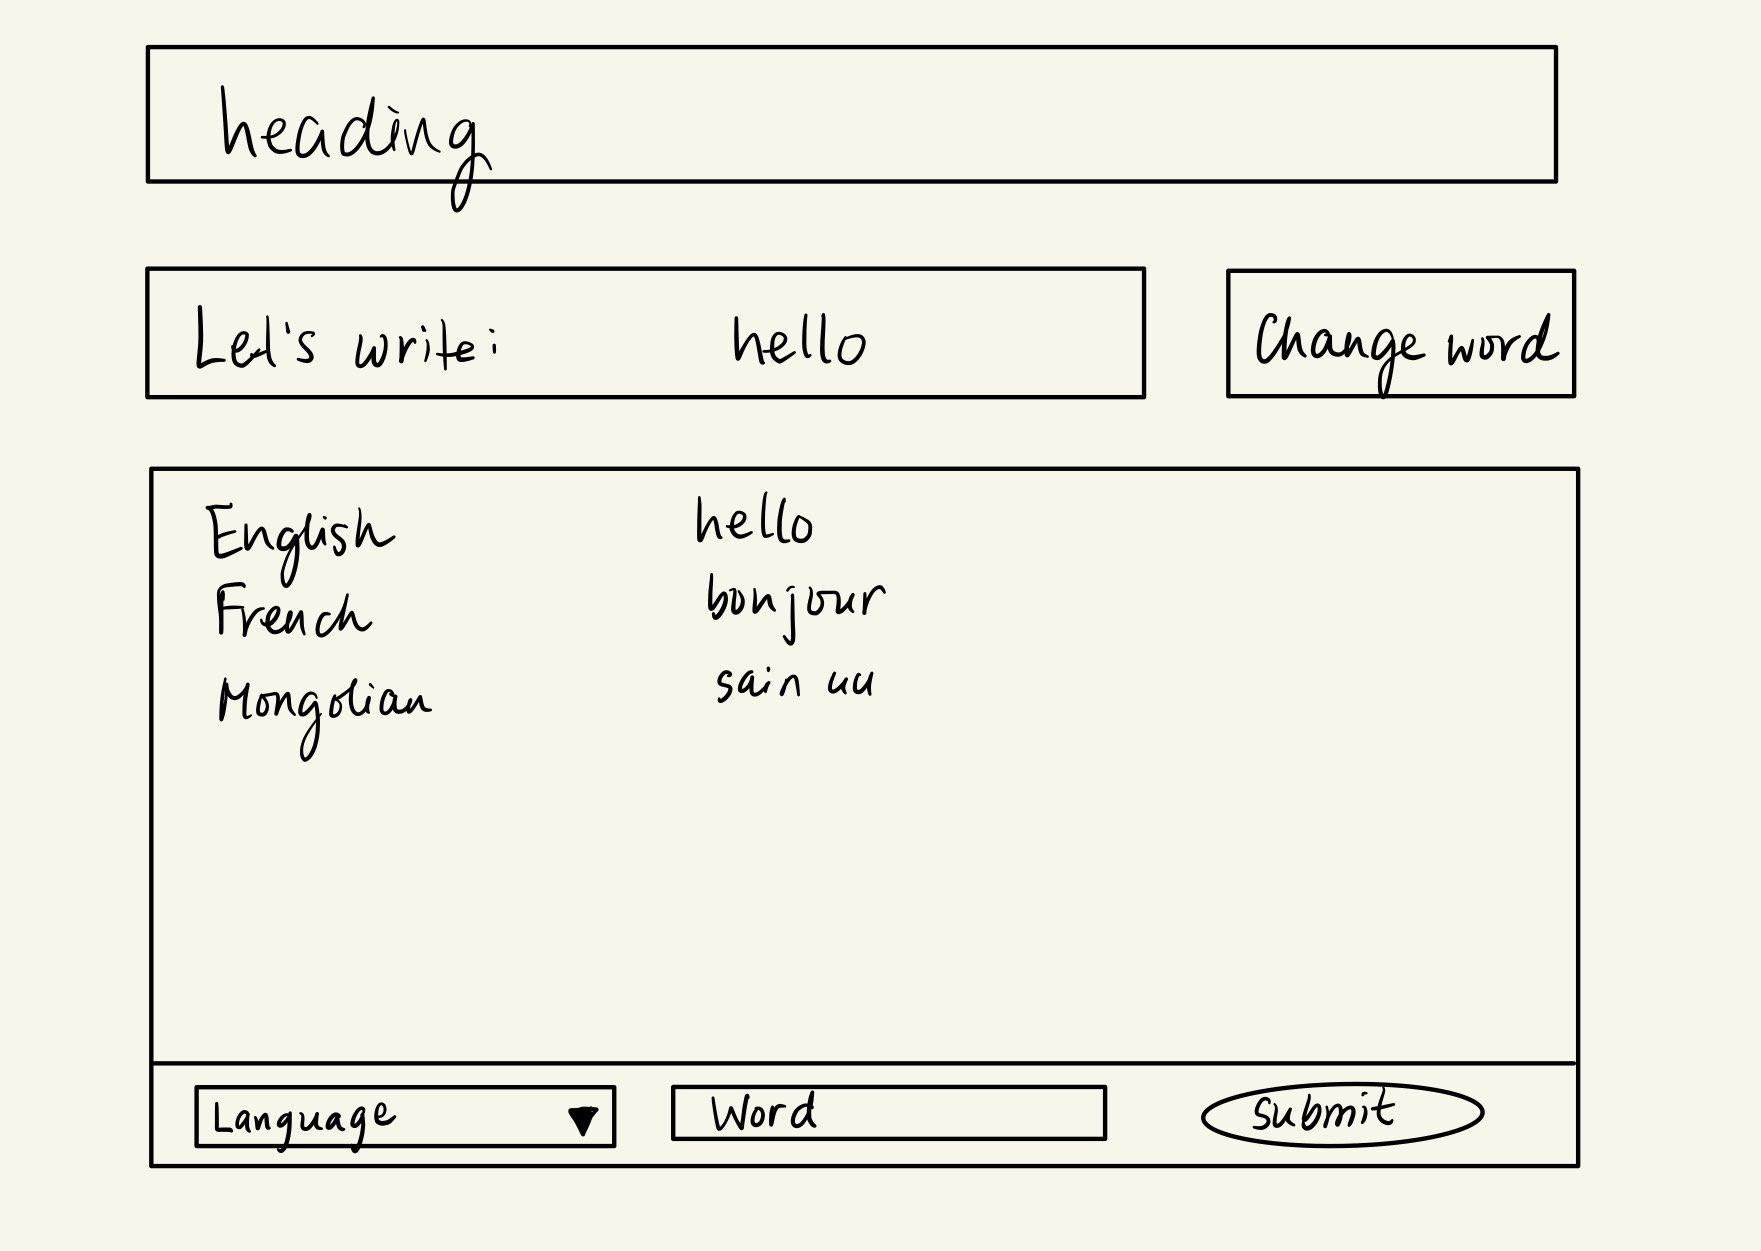 heading
Let's write: hello
Change word
English hello
French bonjour
Mongolian sain uu
Language
Word
submit